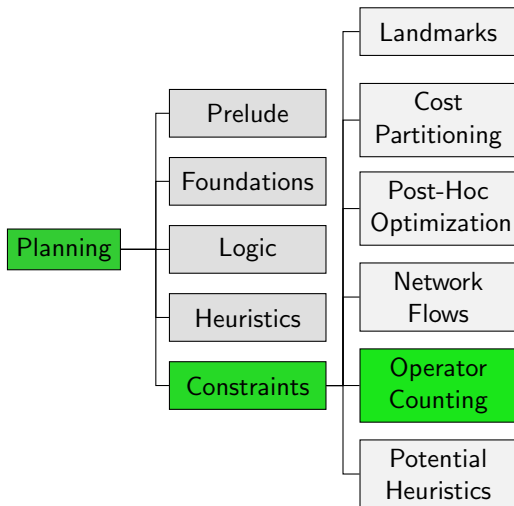 Planning
Prelude
Foundations
Logic
Heuristics
Constraints
Landmarks
Cost
Partitioning
Post-Hoc
Optimization
Network
Flows
Operator
Counting
Potential
Heuristics